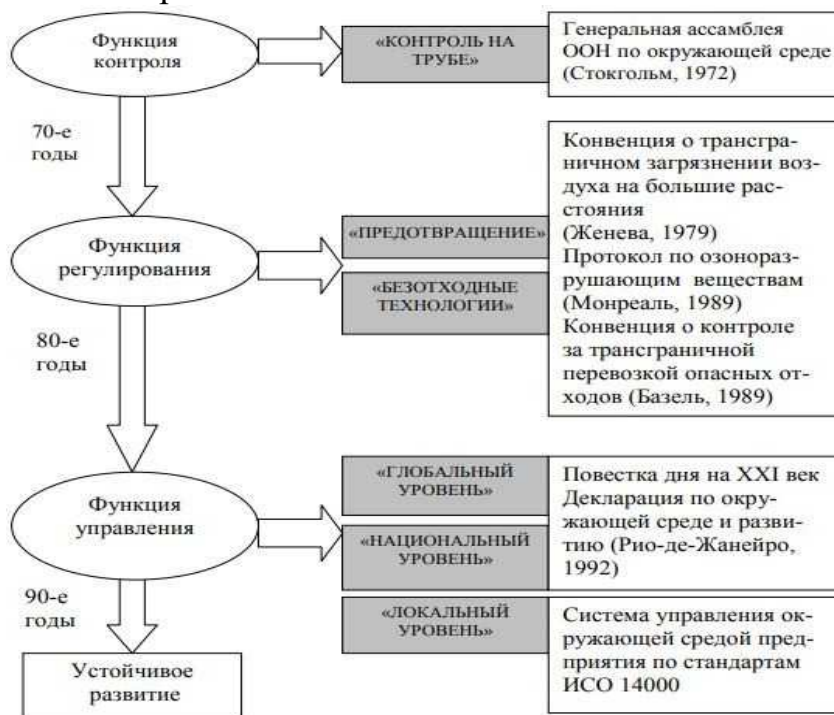 Функция
контроля
«КОНТРОЛЬ НА
ТРУБЕ»
Генеральная ассамблея
ООН по окружающей среде
(Стокгольм, 1972)
70-е
годы
Функция
регулирования
«ПРЕДОТВРАЩЕНИЕ»
«БЕЗОТХОДНЫЕ
ТЕХНОЛОГИИ»
Конвенция о трансгра-
ничном загрязнении воз-
духа на большие рас-
стояния
(Женева, 1979)
Протокол по озонораз-
рушающим веществам
(Монреаль, 1989)
Конвенция о контроле
за трансграничной
перевозкой опасных от-
ходов (Базель, 1989)
80-е
годы
Функция
управления
«ГЛОБАЛЬНЫЙ
УРОВЕНЬ»
«НАЦИОНАЛЬНЫЙ
УРОВЕНЬ»
Повестка дня на XXI век
Декларация по окру-
жающей среде и разви-
тию (Рио-де-Жанейро,
1992)
90-е
годы
«ЛОКАЛЬНЫЙ
УРОВЕНЬ»
Система управления ок-
ружающей средой пред-
приятия по стандартам
ИСО 14000
Устойчивое
развитие